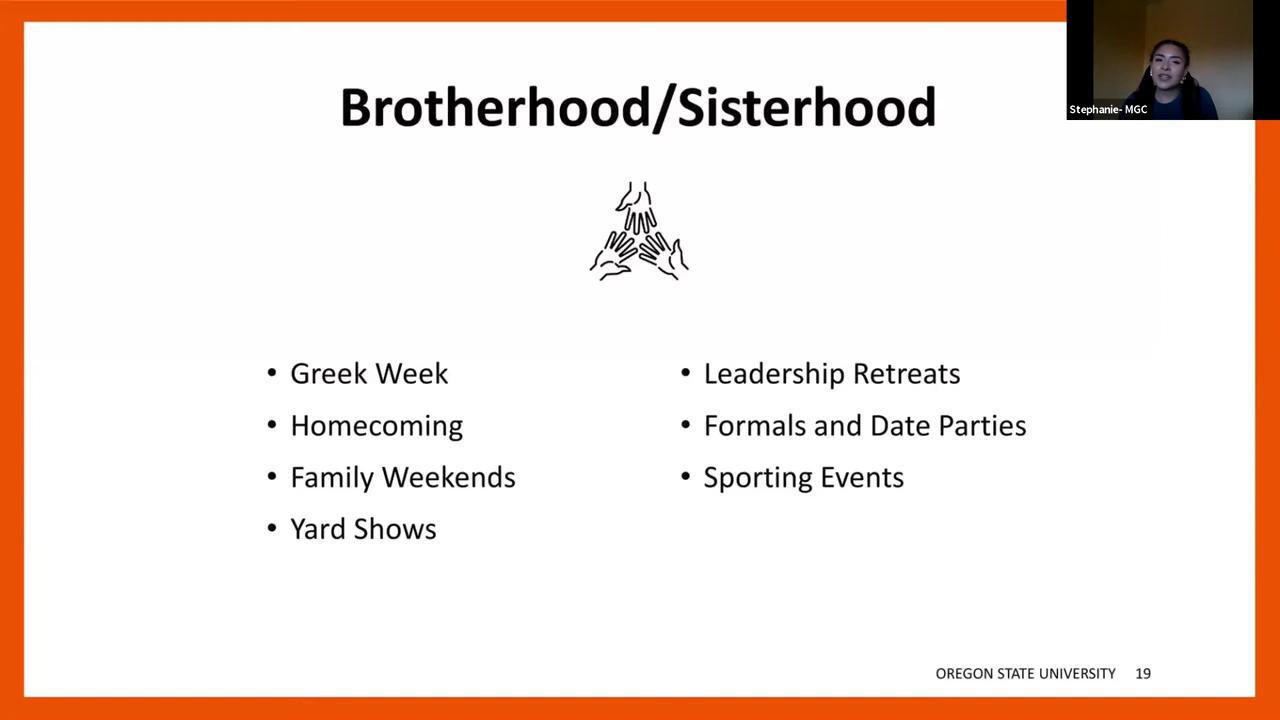 Brotherhood/Sisterhood
Stephanie- MGC
• Greek Week
• Homecoming
• Family Weekends
• Yard Shows
• Leadership Retreats
• Formals and Date Parties
• Sporting Events
OREGON STATE UNIVERSITY 19